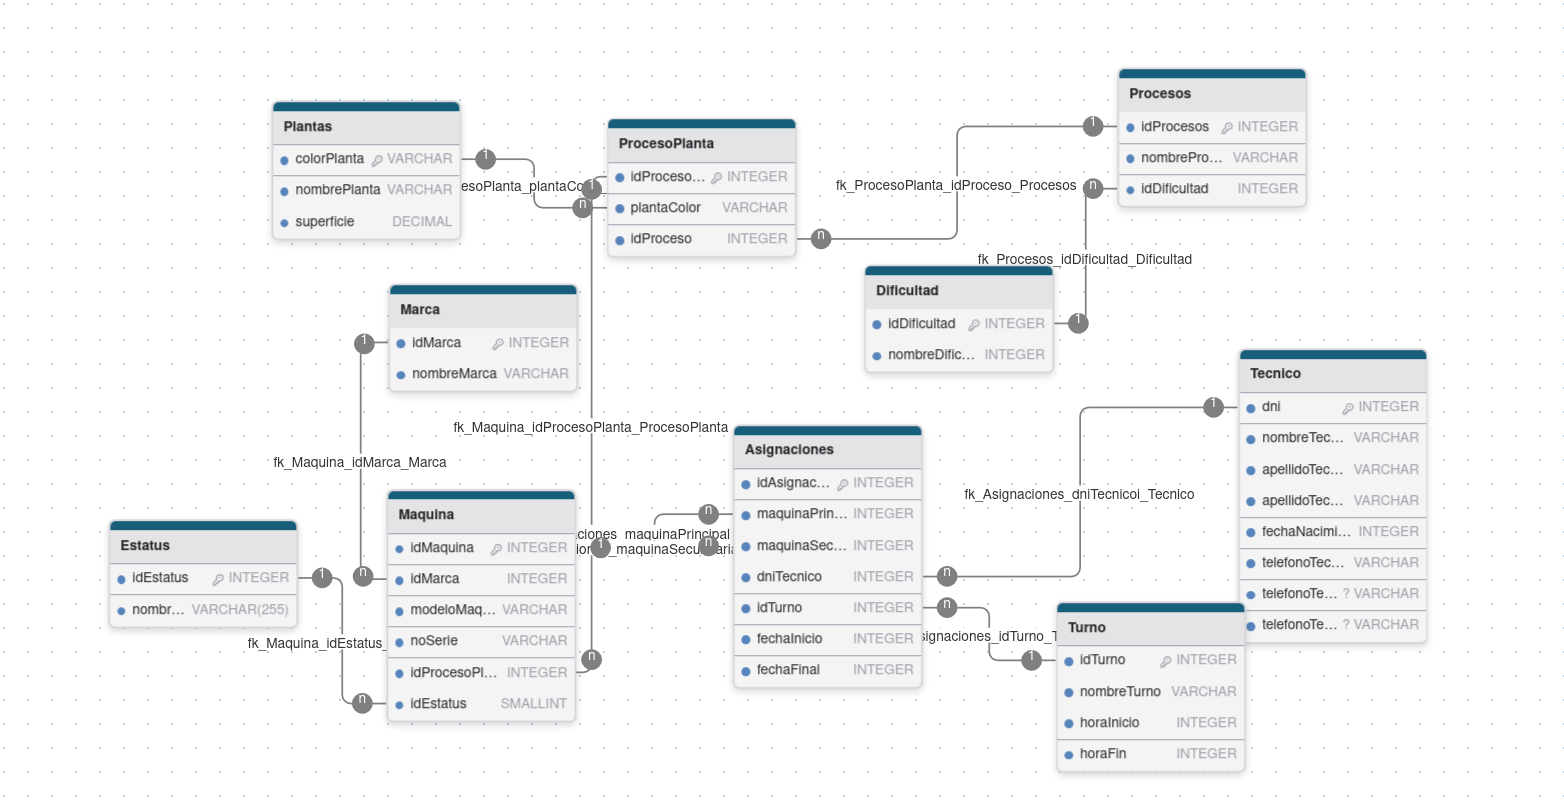 Plantas
colorPlanta VARCHAR
nombrePlanta VARCHAR
superficie DECIMAL
ProcesoPlanta
idProceso... INTEGER
plantaColor VARCHAR
idProceso INTEGER
Procesos
idProcesos INTEGER
nombrePro... VARCHAR
idDificultad INTEGER
1
n
esoPlanta_plantaCo
1
n
fk_ProcesoPlanta_idProceso_Procesos
1
n
fk_Procesos_idDificultad_Dificultad
1
Dificultad
idDificultad INTEGER
nombreDific... INTEGER
Marca
idMarca INTEGER
nombreMarca VARCHAR
1
fk_Maquina_idMarca_Marca
n
fk_Maquina_idProcesoPlanta_ProcesoPlanta
n
Estatus
idEstatus INTEGER
nombr... VARCHAR(255)
1
fk_Maquina_idEstatus_
n
Maquina
idMaquina INTEGER
idMarca INTEGER
modeloMaq... VARCHAR
noSerie VARCHAR
idProcesoPl... INTEGER
idEstatus SMALLINT
n
ciones_maquinaPrincipal
1
n
Asignaciones
idAsignac... INTEGER
maquinaPrin... INTEGER
maquinaSec... INTEGER
dniTecnico INTEGER
idTurno INTEGER
fechaInicio INTEGER
fechaFinal INTEGER
1
fk_Asignaciones_dniTecnicoi_Tecnico
n
n
signaciones_idTurno_T
1
Tecnico
dni INTEGER
nombreTec... VARCHAR
apellidoTec... VARCHAR
apellidoTec... VARCHAR
fechaNacimi... INTEGER
telefonoTec... VARCHAR
telefonoTe... ? VARCHAR
telefonoTe... ? VARCHAR
Turno
idTurno INTEGER
nombreTurno VARCHAR
horaInicio INTEGER
horaFin INTEGER